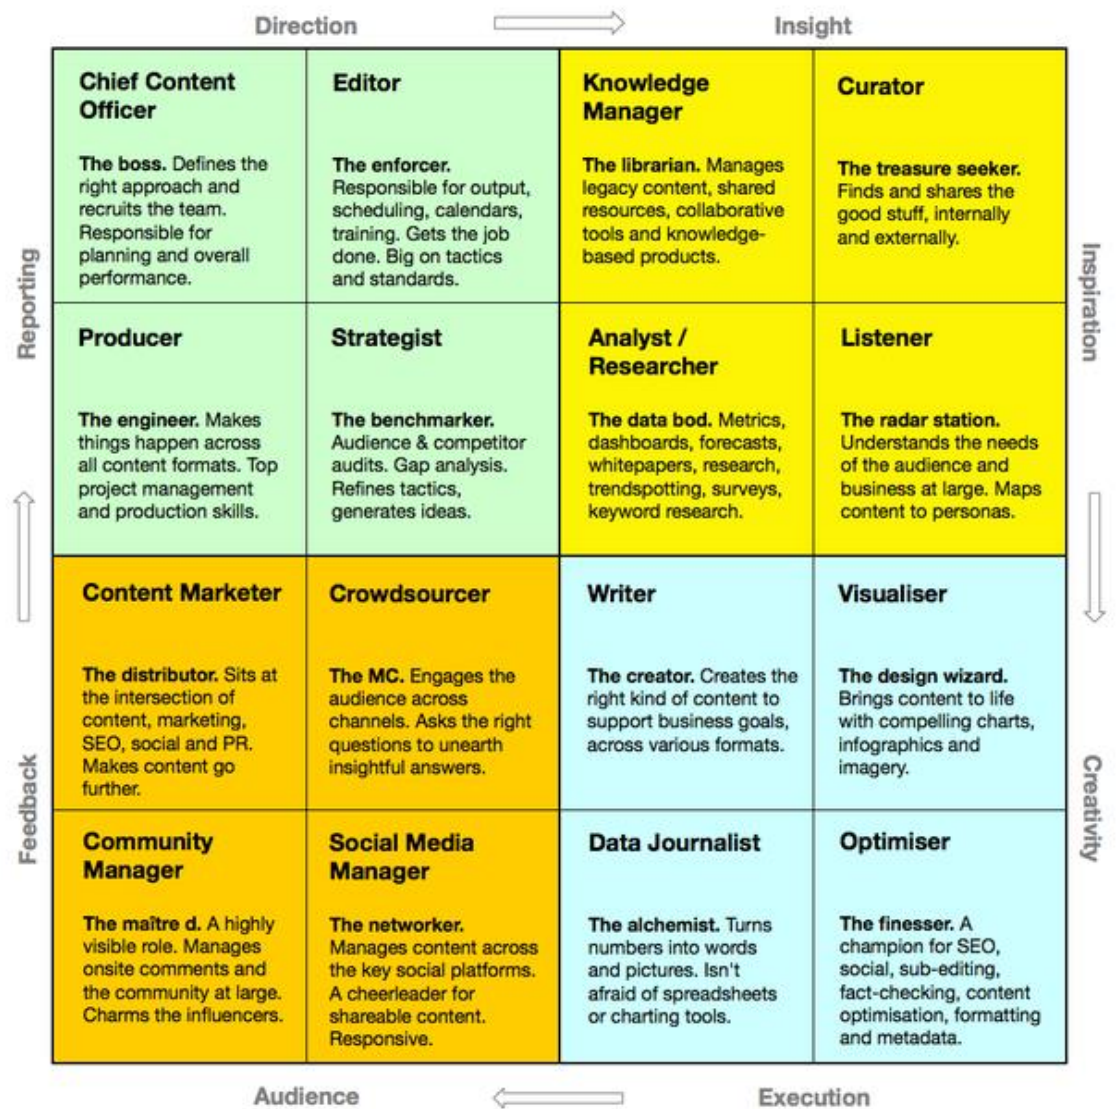 Direction
Insight
Chief Content
Officer
The boss. Defines the
right approach and
recruits the team.
Responsible for
planning and overall
performance.
Editor
The enforcer.
Responsible for output,
scheduling, calendars,
training. Gets the job
done. Big on tactics
and standards.
Knowledge
Manager
The librarian. Manages
legacy content, shared
resources, collaborative
tools and knowledge-
based products.
Curator
The treasure seeker.
Finds and shares the
good stuff, internally
and externally.
Reporting
Inspiration
Producer
The engineer. Makes
things happen across
all content formats. Top
project management
and production skills.
Strategist
The benchmarker.
Audience & competitor
audits. Gap analysis.
Refines tactics,
generates ideas.
Analyst /
Researcher
The data bod. Metrics,
dashboards, forecasts,
whitepapers, research,
trendspotting, surveys,
keyword research.
Listener
The radar station.
Understands the needs
of the audience and
business at large. Maps
content to personas.
Content Marketer
The distributor. Sits at
the intersection of
content, marketing,
SEO, social and PR.
Makes content go
further.
Crowdsourcer
The MC. Engages the
audience across
channels. Asks the right
questions to unearth
insightful answers.
Writer
The creator. Creates the
right kind of content to
support business goals,
across various formats.
Visualiser
The design wizard.
Brings content to life
with compelling charts,
infographics and
imagery.
Feedback
Creativity
Community
Manager
The maître d. A highly
visible role. Manages
onsite comments and
the community at large.
Charms the influencers.
Social Media
Manager
The networker.
Manages content across
the key social platforms.
A cheerleader for
shareable content.
Responsive.
Data Journalist
The alchemist. Turns
numbers into words
and pictures. Isn't
afraid of spreadsheets
or charting tools.
Optimiser
The finesser. A
champion for SEO,
social, sub-editing,
fact-checking, content
optimisation, formatting
and metadata.
Audience
Execution